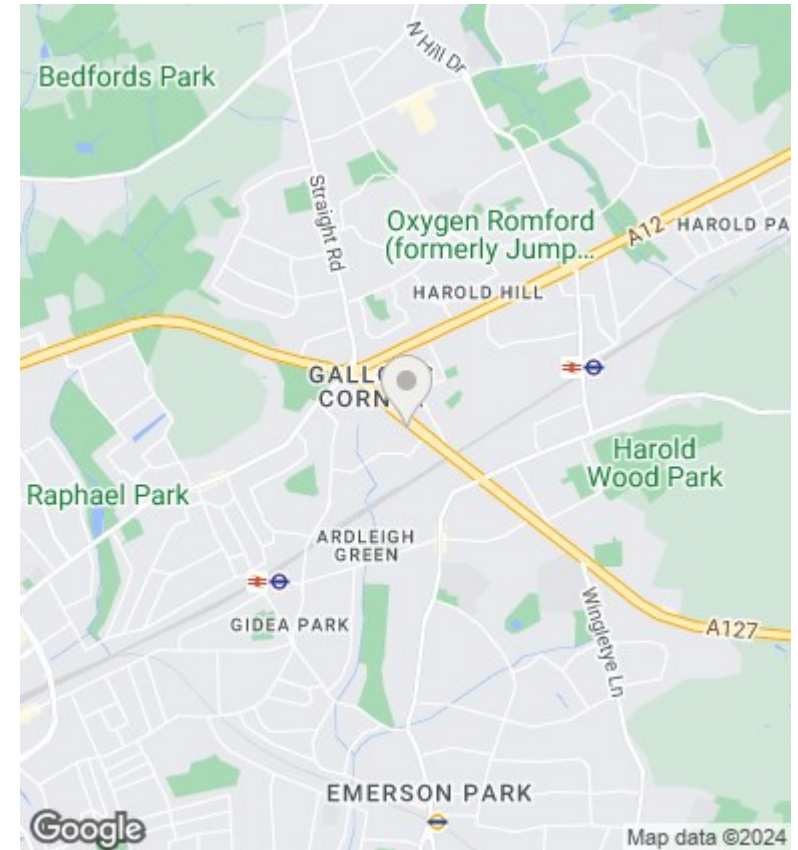 N Hill Dr
Bedfords Park
Straight Rd
Oxygen Romford
(formerly Jump...
A12
HAROLD PA
HAROLD HILL
GALL
CORN
Harold
Wood Park
Raphael Park
ARDLEIGH
GREEN
GIDEA PARK
Wingletye Ln
A127
EMERSON PARK
Google
Map data ©2024